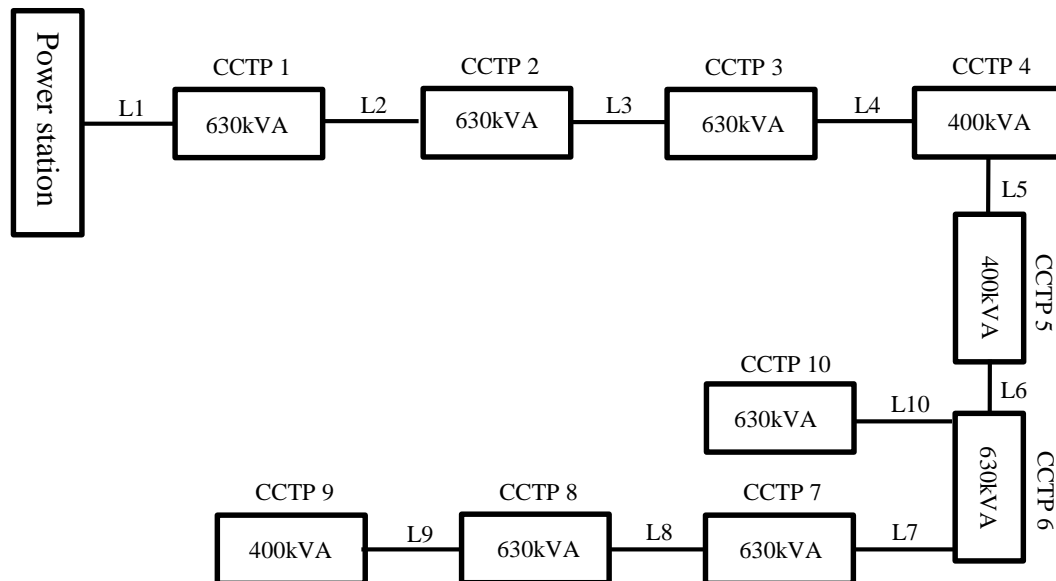 Power station
L1
CCTP 1
630kVA
L2
CCTP 2
630kVA
L3
CCTP 3
630kVA
L4
CCTP 4
400kVA
L5
CCTP 5
400kVA
L6
CCTP 6
630kVA
L10
CCTP 10
630kVA
L7
CCTP 7
630kVA
L8
CCTP 8
630kVA
L9
CCTP 9
400kVA